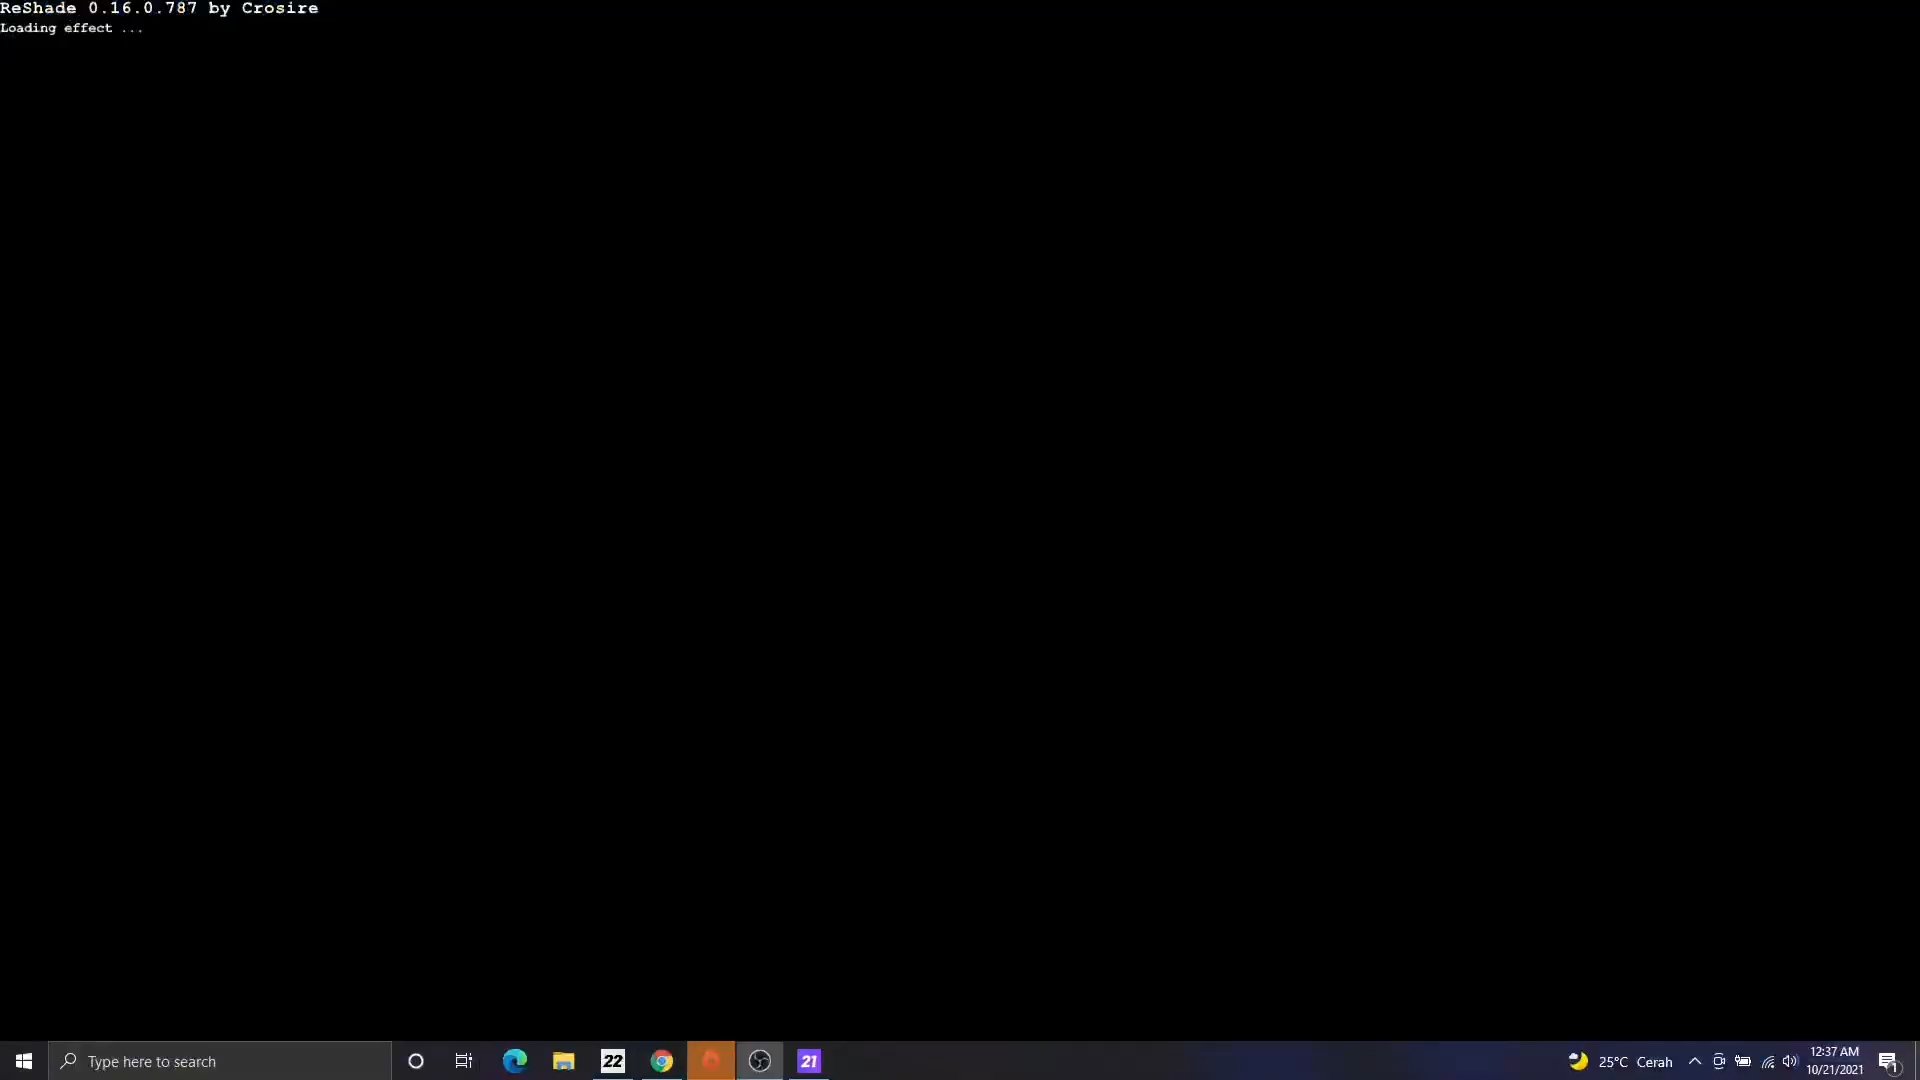 ReShade 0.16.0.787 by Crosire
Loading effect ...
Type here to search
22
21
25°C Cerah
12:37 AM
10/21/2021
1